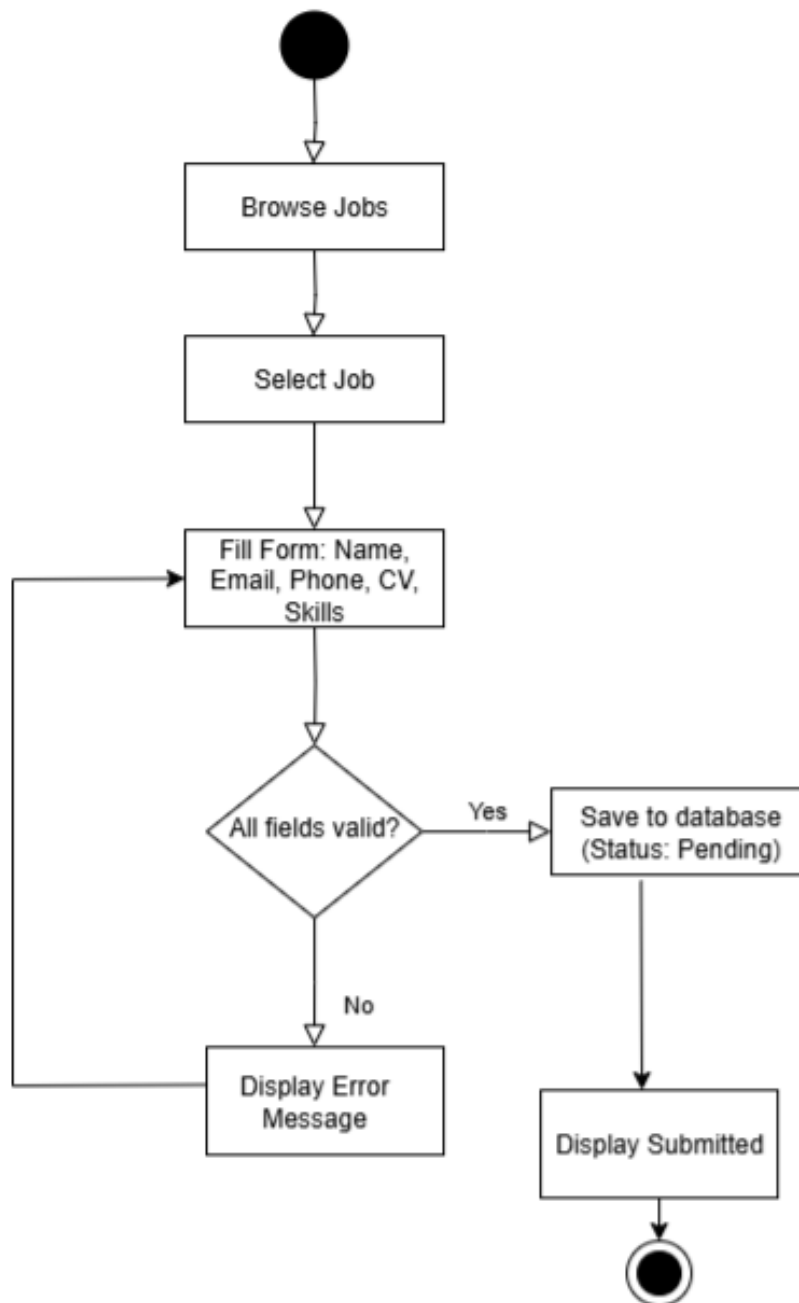 Browse Jobs
Select Job
Fill Form: Name,
Email, Phone, CV,
Skills
All fields valid?
Yes
Save to database
(Status: Pending)
No
Display Error
Message
Display Submitted